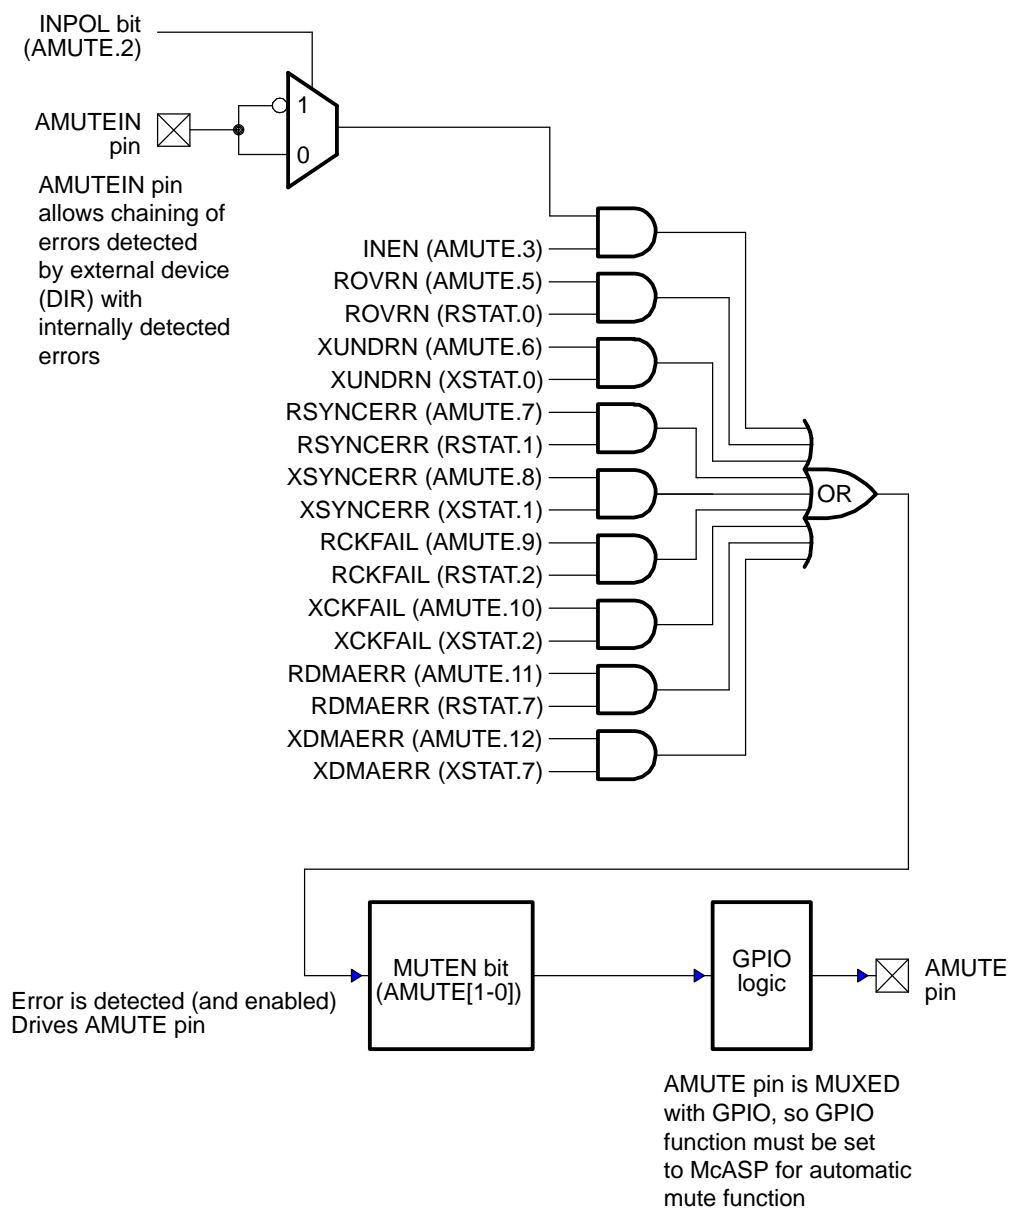 INPOL bit
(AMUTE.2)
AMUTEIN
pin
1
0
AMUTEIN pin
allows chaining of
errors detected
by external device
(DIR) with
internally detected
errors
INEN (AMUTE.3)
ROVRN (AMUTE.5)
ROVRN (RSTAT.0)
XUNDRN (AMUTE.6)
XUNDRN (XSTAT.0)
RSYNCERR (AMUTE.7)
RSYNCERR (RSTAT.1)
XSYNCERR (AMUTE.8)
XSYNCERR (XSTAT.1)
RCKFAIL (AMUTE.9)
RCKFAIL (RSTAT.2)
XCKFAIL (AMUTE.10)
XCKFAIL (XSTAT.2)
RDMAERR (AMUTE.11)
RDMAERR (RSTAT.7)
XDMAERR (AMUTE.12)
XDMAERR (XSTAT.7)
OR
Error is detected (and enabled)
Drives AMUTE pin
MUTEN bit
(AMUTE[1-0])
GPIO
logic
AMUTE
pin
AMUTE pin is MUXED
with GPIO, so GPIO
function must be set
to McASP for automatic
mute function